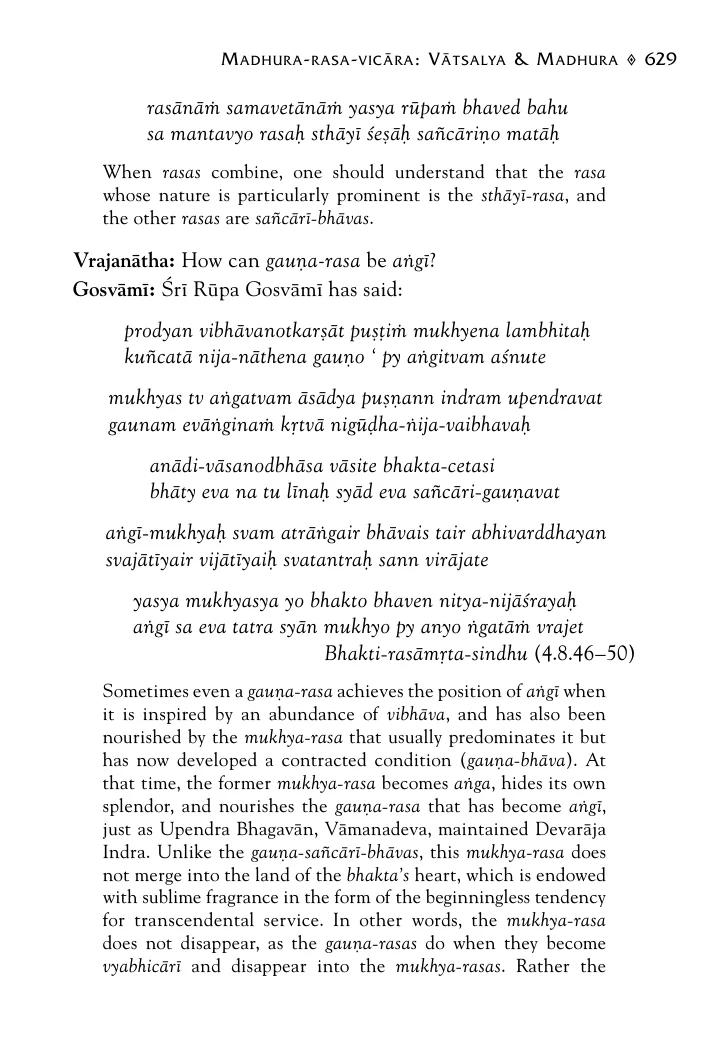 MADHURA-RASA-VICĀRA: VĀTSALYA & MADHURA ◈ 629
rasānāṁ samavetānāṁ yasya rūpaṁ bhaved bahu
sa mantavyo rasaḥ sthāyī śeṣāḥ sañcāriṇo matāḥ
When rasas combine, one should understand that the rasa
whose nature is particularly prominent is the sthāyī-rasa, and
the other rasas are sañcārī-bhāvas.
Vrajanātha: How can gauṇa-rasa be aṅgī?
Gosvāmī: Śrī Rūpa Gosvāmī has said:
prodyan vibhāvanotkarṣāt puṣṭiṁ mukhyena lambhitaḥ
kuñcatā nija-nāthena gauṇo ‘ py aṅgitvam aśnute
mukhyas tv aṅgatvam āsādya puṣṇann indram upendravat
gaunam evāṅginaṁ kṛtvā nigūḍha-ṅija-vaibhavaḥ
anādi-vāsanodbhāsa vāsite bhakta-cetasi
bhāty eva na tu līnaḥ syād eva sañcāri-gauṇavat
aṅgī-mukhyaḥ svam atrāṅgair bhāvais tair abhivarddhayan
svajātīyair vijātīyaiḥ svatantraḥ sann virājate
yasya mukhyasya yo bhakto bhaven nitya-nijāśrayaḥ
aṅgī sa eva tatra syān mukhyo py anyo ṅgatāṁ vrajet
Bhakti-rasāmṛta-sindhu (4.8.46–50)
Sometimes even a gauṇa-rasa achieves the position of aṅgī when
it is inspired by an abundance of vibhāva, and has also been
nourished by the mukhya-rasa that usually predominates it but
has now developed a contracted condition (gauṇa-bhāva). At
that time, the former mukhya-rasa becomes aṅga, hides its own
splendor, and nourishes the gauṇa-rasa that has become aṅgī,
just as Upendra Bhagavān, Vāmanadeva, maintained Devarāja
Indra. Unlike the gauṇa-sañcārī-bhāvas, this mukhya-rasa does
not merge into the land of the bhakta's heart, which is endowed
with sublime fragrance in the form of the beginningless tendency
for transcendental service. In other words, the mukhya-rasa
does not disappear, as the gauṇa-rasas do when they become
vyabhicārī and disappear into the mukhya-rasas. Rather the